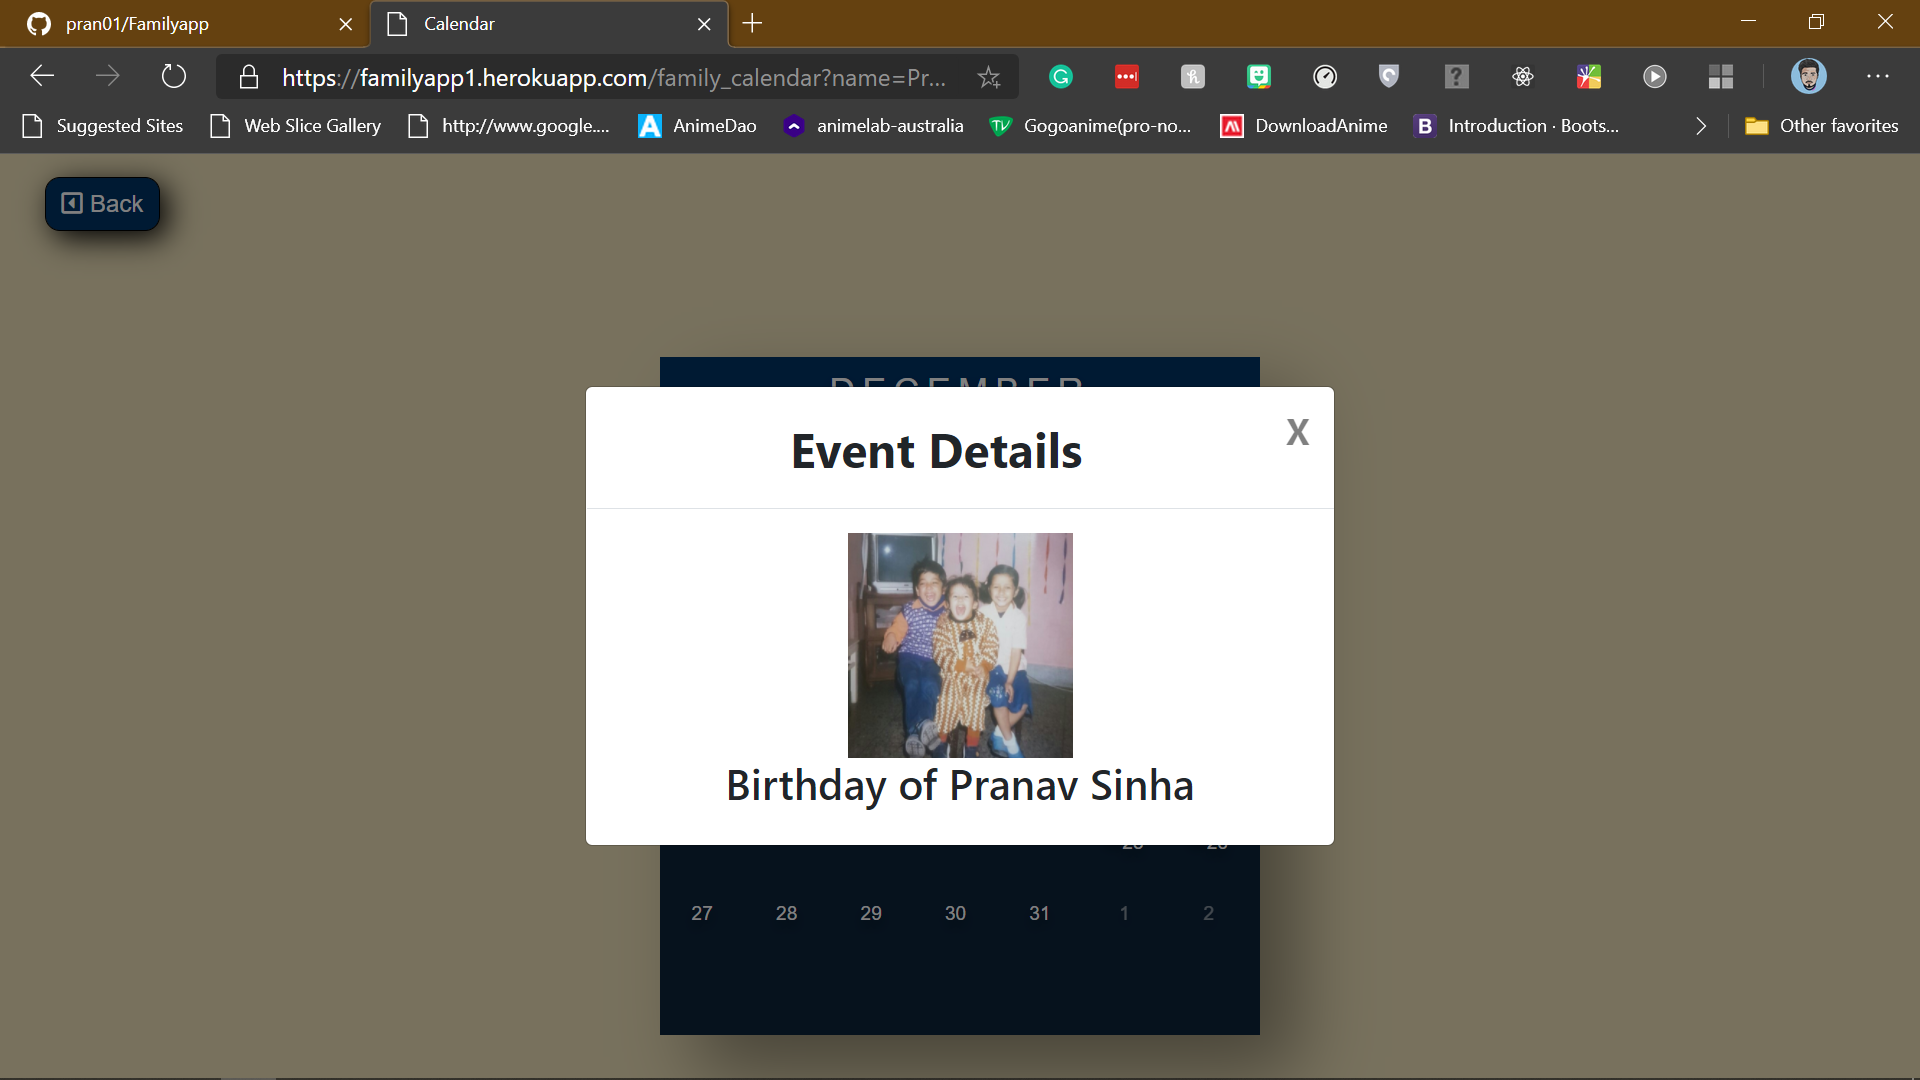 pran01/Familyapp
Calendar
https://familyapp1.herokuapp.com/family_calendar?name=Pr...
Suggested Sites
Web Slice Gallery
http://www.google....
AnimeDao
animelab-australia
TV
Gogoanime(pro-no...
DownloadAnime
B
Introduction · Boots...
Other favorites
Back
DECEMBER
Event Details
X
Birthday of Pranav Sinha
27 28 29 30 31 1 2